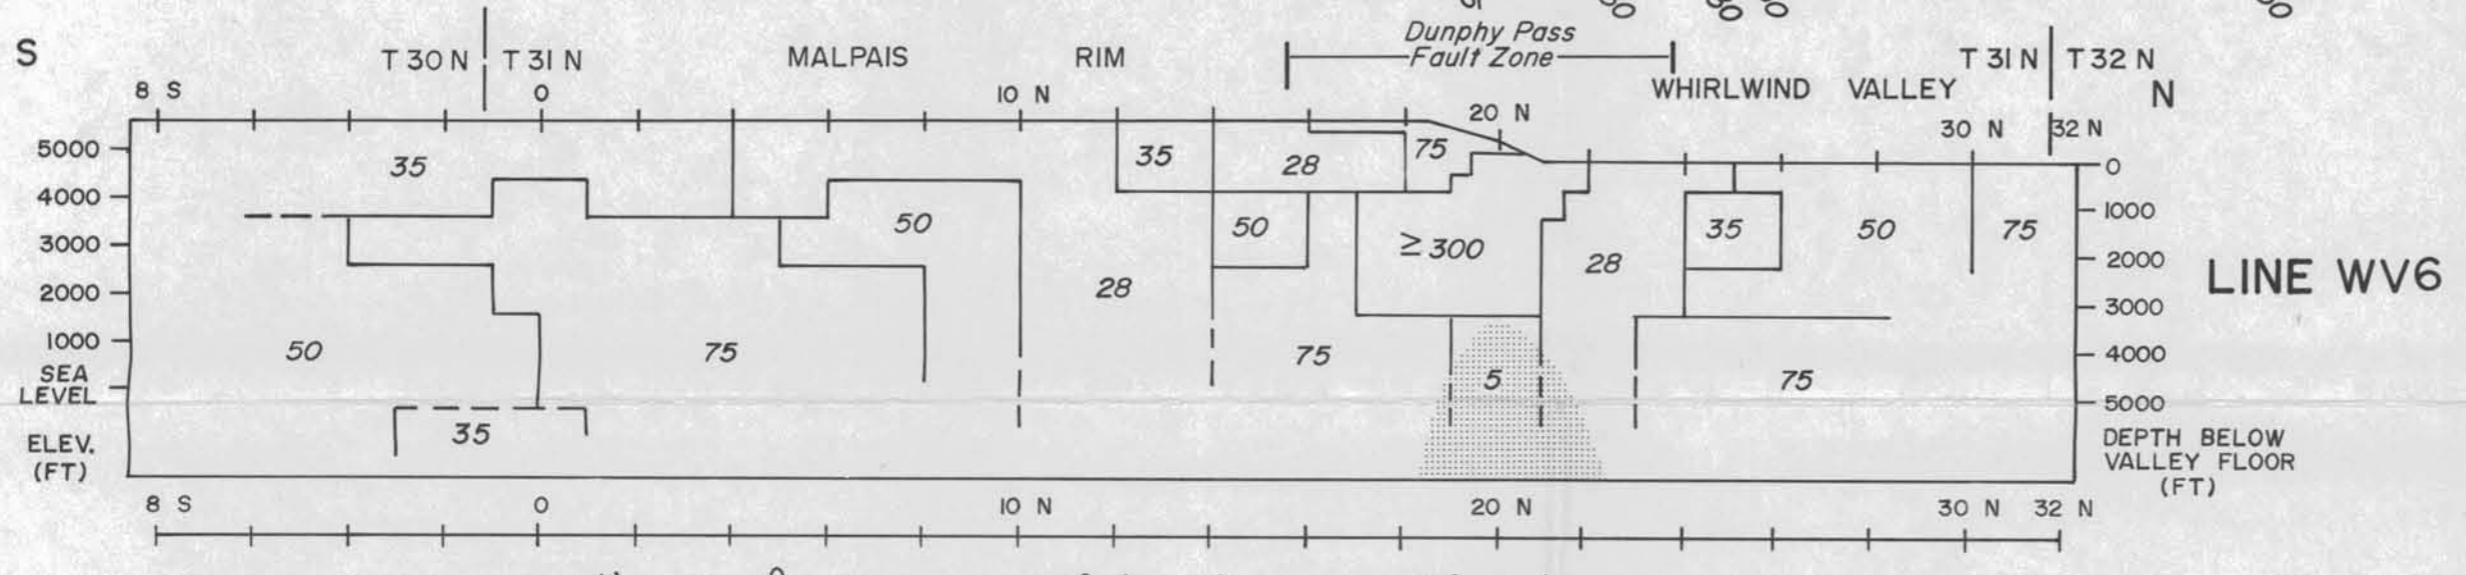 Dunphy Pass
Fault Zone
S T 30 N T 31 N MALPAIS RIM T 31 N T 32 N
WHIRLWIND VALLEY N
8 S 0 10 N 20 N 30 N 32 N
5000 35 35 28 75 0
4000 50 50 ≥ 300 28 35 50 75 1000
3000 2000
2000 28 3000
1000 50 75 75 5 75 4000
SEA
LEVEL 5000
35
ELEV.
(FT)
DEPTH BELOW
VALLEY FLOOR
(FT)
LINE WV6
8 S 0 10 N 20 N 30 N 32 N